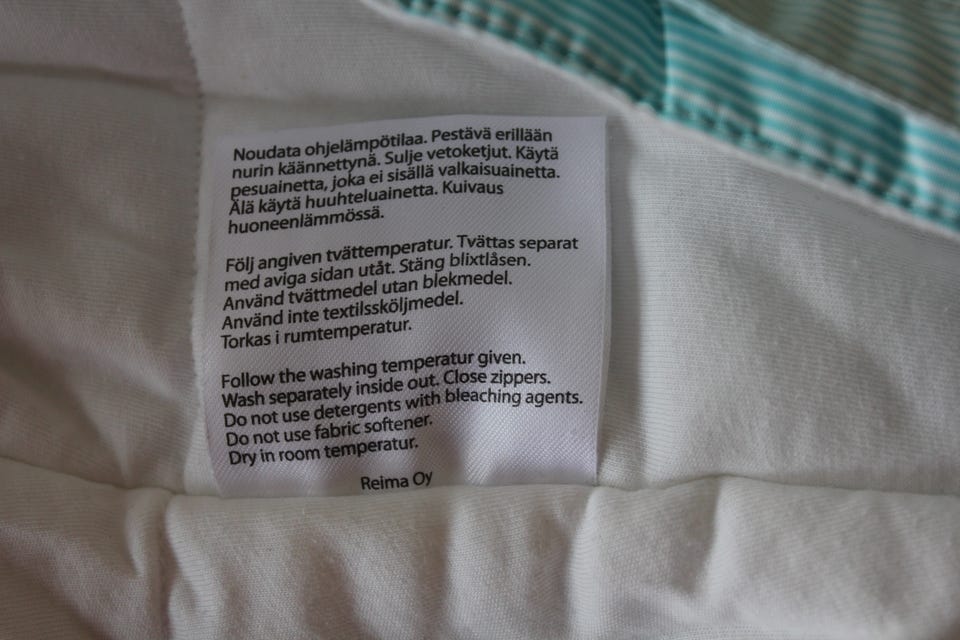 Noudata ohjelämpötilaa. Pestävä erillään
nurin käännettynä. Sulje vetoketjut. Käytä
pesuainetta, joka ei sisällä valkaisuainetta.
Älä käytä huuhteluainetta. Kuivaus
huoneenlämmössä.
Följ angiven tvättemperatur. Tvättas separat
med aviga sidan utåt. Stäng blixtlåsen.
Använd tvättmedel utan blekmedel.
Använd inte textilssköljmedel.
Torkas i rumtemperatur.
Follow the washing temperatur given.
Wash separately inside out. Close zippers.
Do not use detergents with bleaching agents.
Do not use fabric softener.
Dry in room temperatur.
Reima Oy